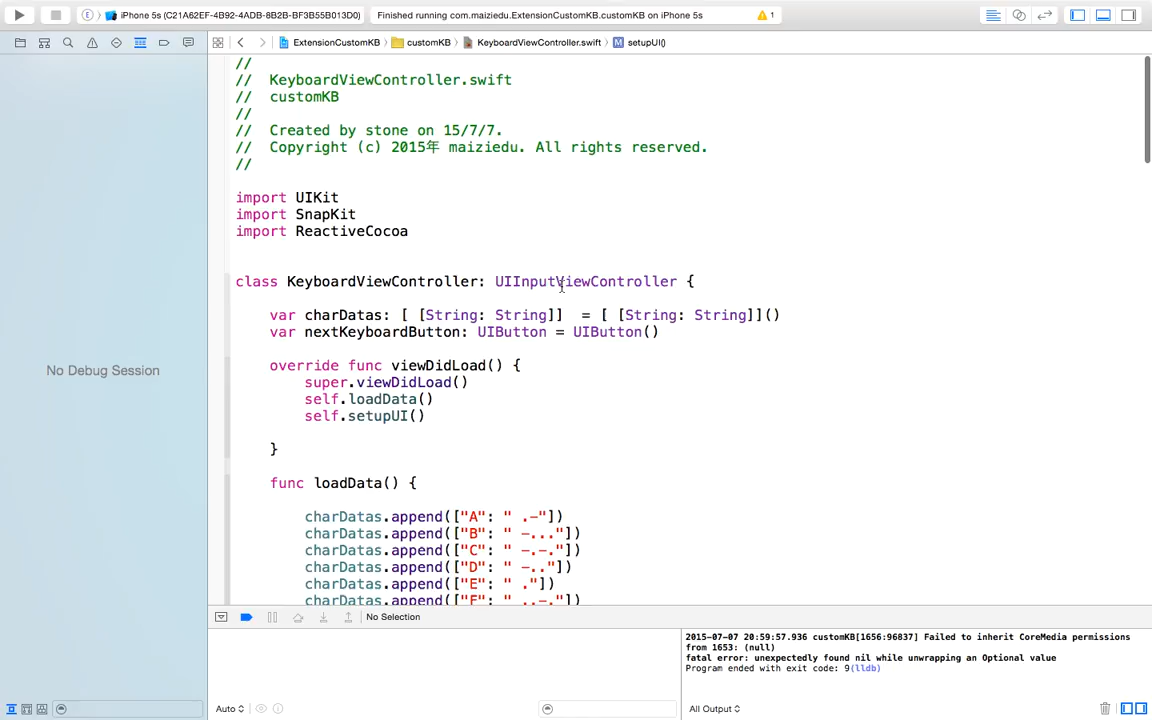 iPhone 5s (C21A62EF-4B92-4ADB-8B2B-BF3B55B013D0)
Finished running com.maiziedu.ExtensionCustomKB.customKB on iPhone 5s
1
ExtensionCustomKB
customKB
KeyboardViewController.swift
M setupUI()
//
// KeyboardViewController.swift
// customKB
//
// Created by stone on 15/7/7.
// Copyright (c) 2015年 maiziedu. All rights reserved.
//
import UIKit
import SnapKit
import ReactiveCocoa
class KeyboardViewController: UIInputViewController {
var charDatas: [ [String: String]]  = [ [String: String]]()
var nextKeyboardButton: UIButton = UIButton()
override func viewDidLoad() {
super.viewDidLoad()
self.loadData()
self.setupUI()
}
func loadData() {
charDatas.append(["A": " .-"])
charDatas.append(["B": " -..."])
charDatas.append(["C": " -.-."])
charDatas.append(["D": " -.."])
charDatas.append(["E": " ."])
charDatas.append(["F": " ..-."])
No Debug Session
No Selection
2015-07-07 20:59:57.936 customKB[1656:96837] Failed to inherit CoreMedia permissions
from 1653: (null)
fatal error: unexpectedly found nil while unwrapping an Optional value
Program ended with exit code: 9(lldb)
Auto
All Output